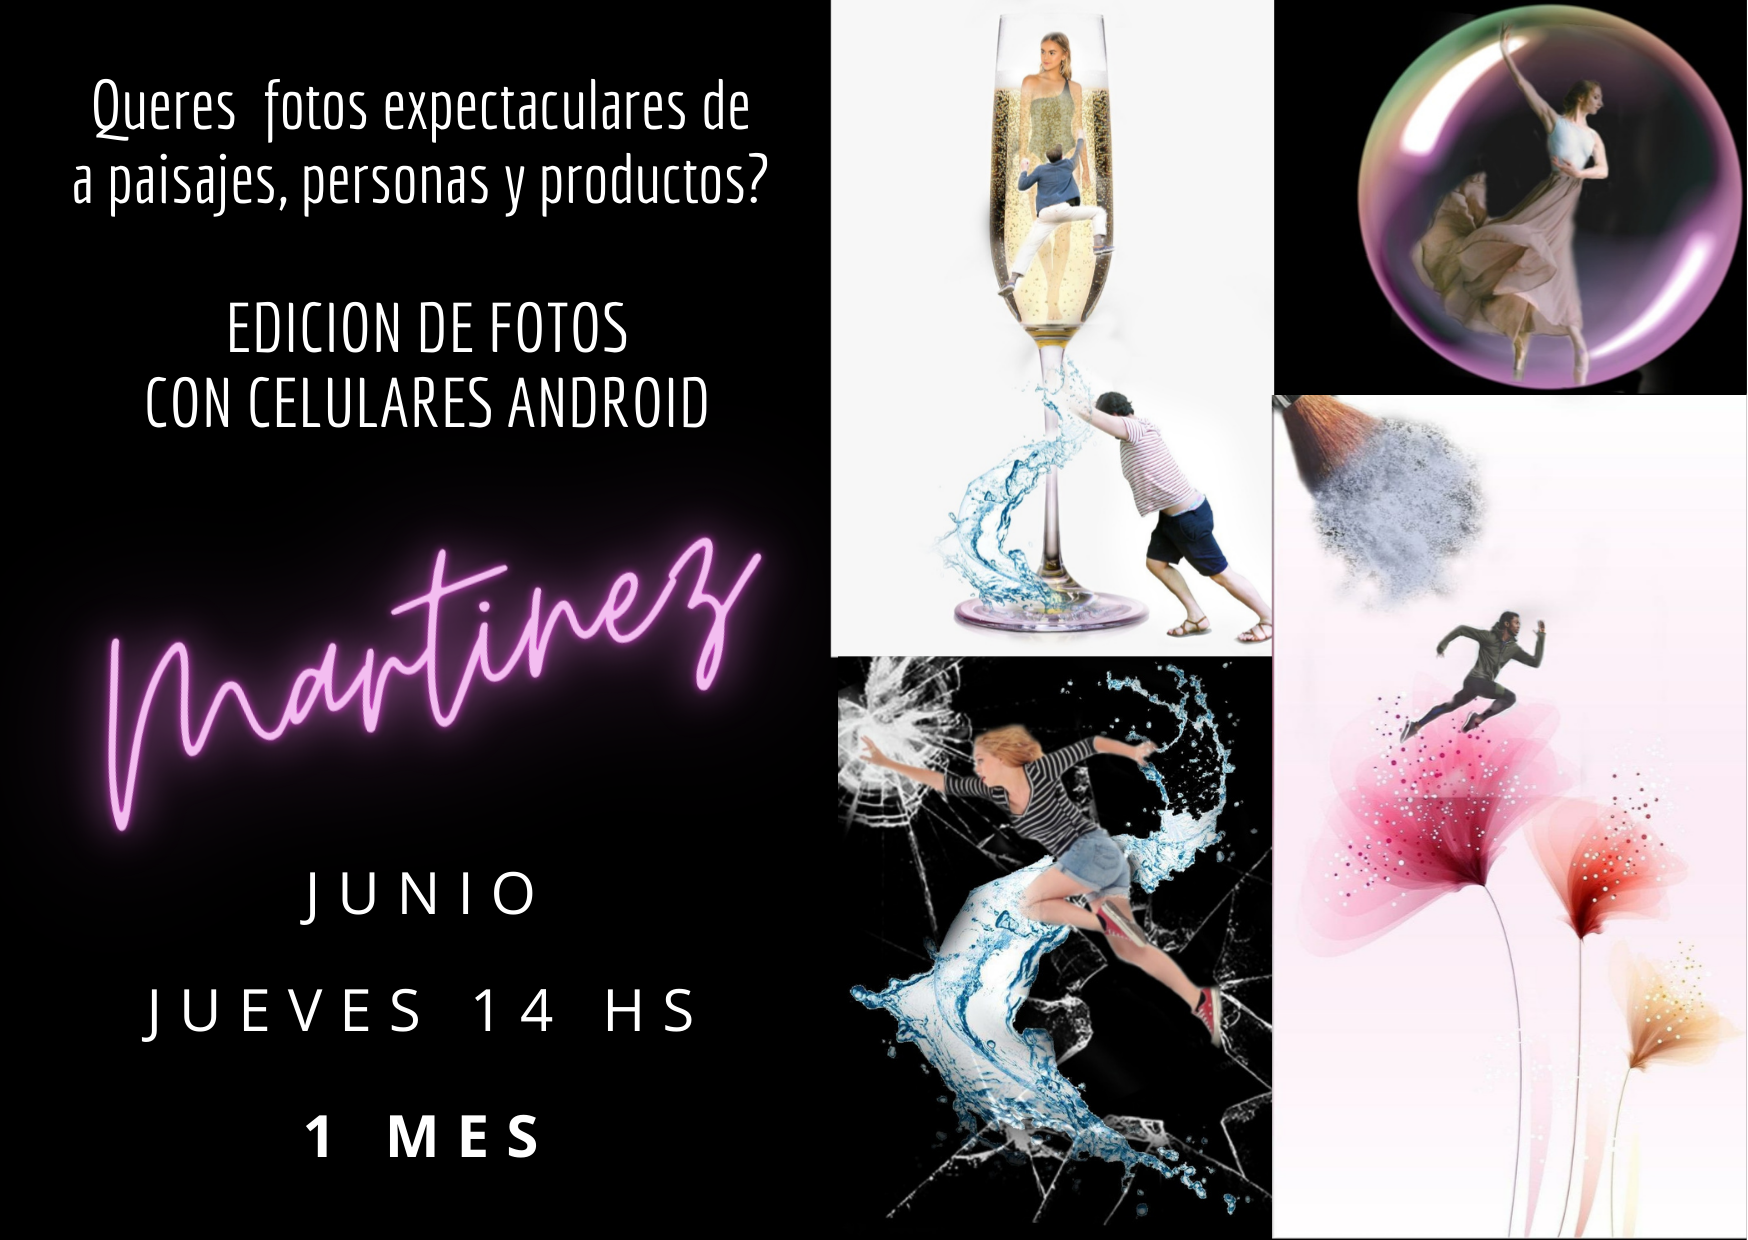 Queres  fotos expectaculares de
a paisajes, personas y productos?
EDICION DE FOTOS
CON CELULARES ANDROID
Martinez
JUNIO
JUEVES 14 HS
1 MES